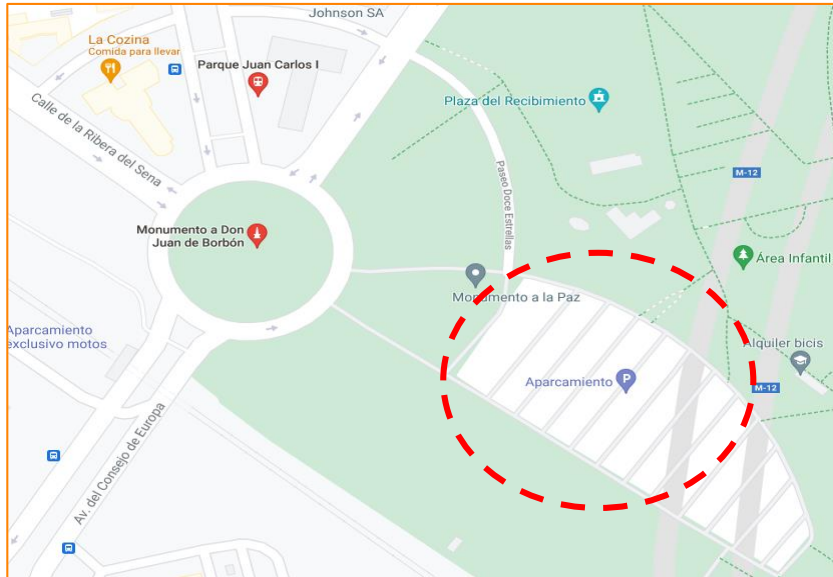 Johnson SA
La Cozina
Comida para llevar
Parque Juan Carlos I
Plaza del Recibimiento
Calle de la Ribera del Sena
Paseo Doce Estrellas
M-12
Monumento a Don
Juan de Borbón
Área Infantil
Monumento a la Paz
Aparcamiento
exclusivo motos
Alquiler bicis
Aparcamiento
P
M-12
Av. del Consejo de Europa